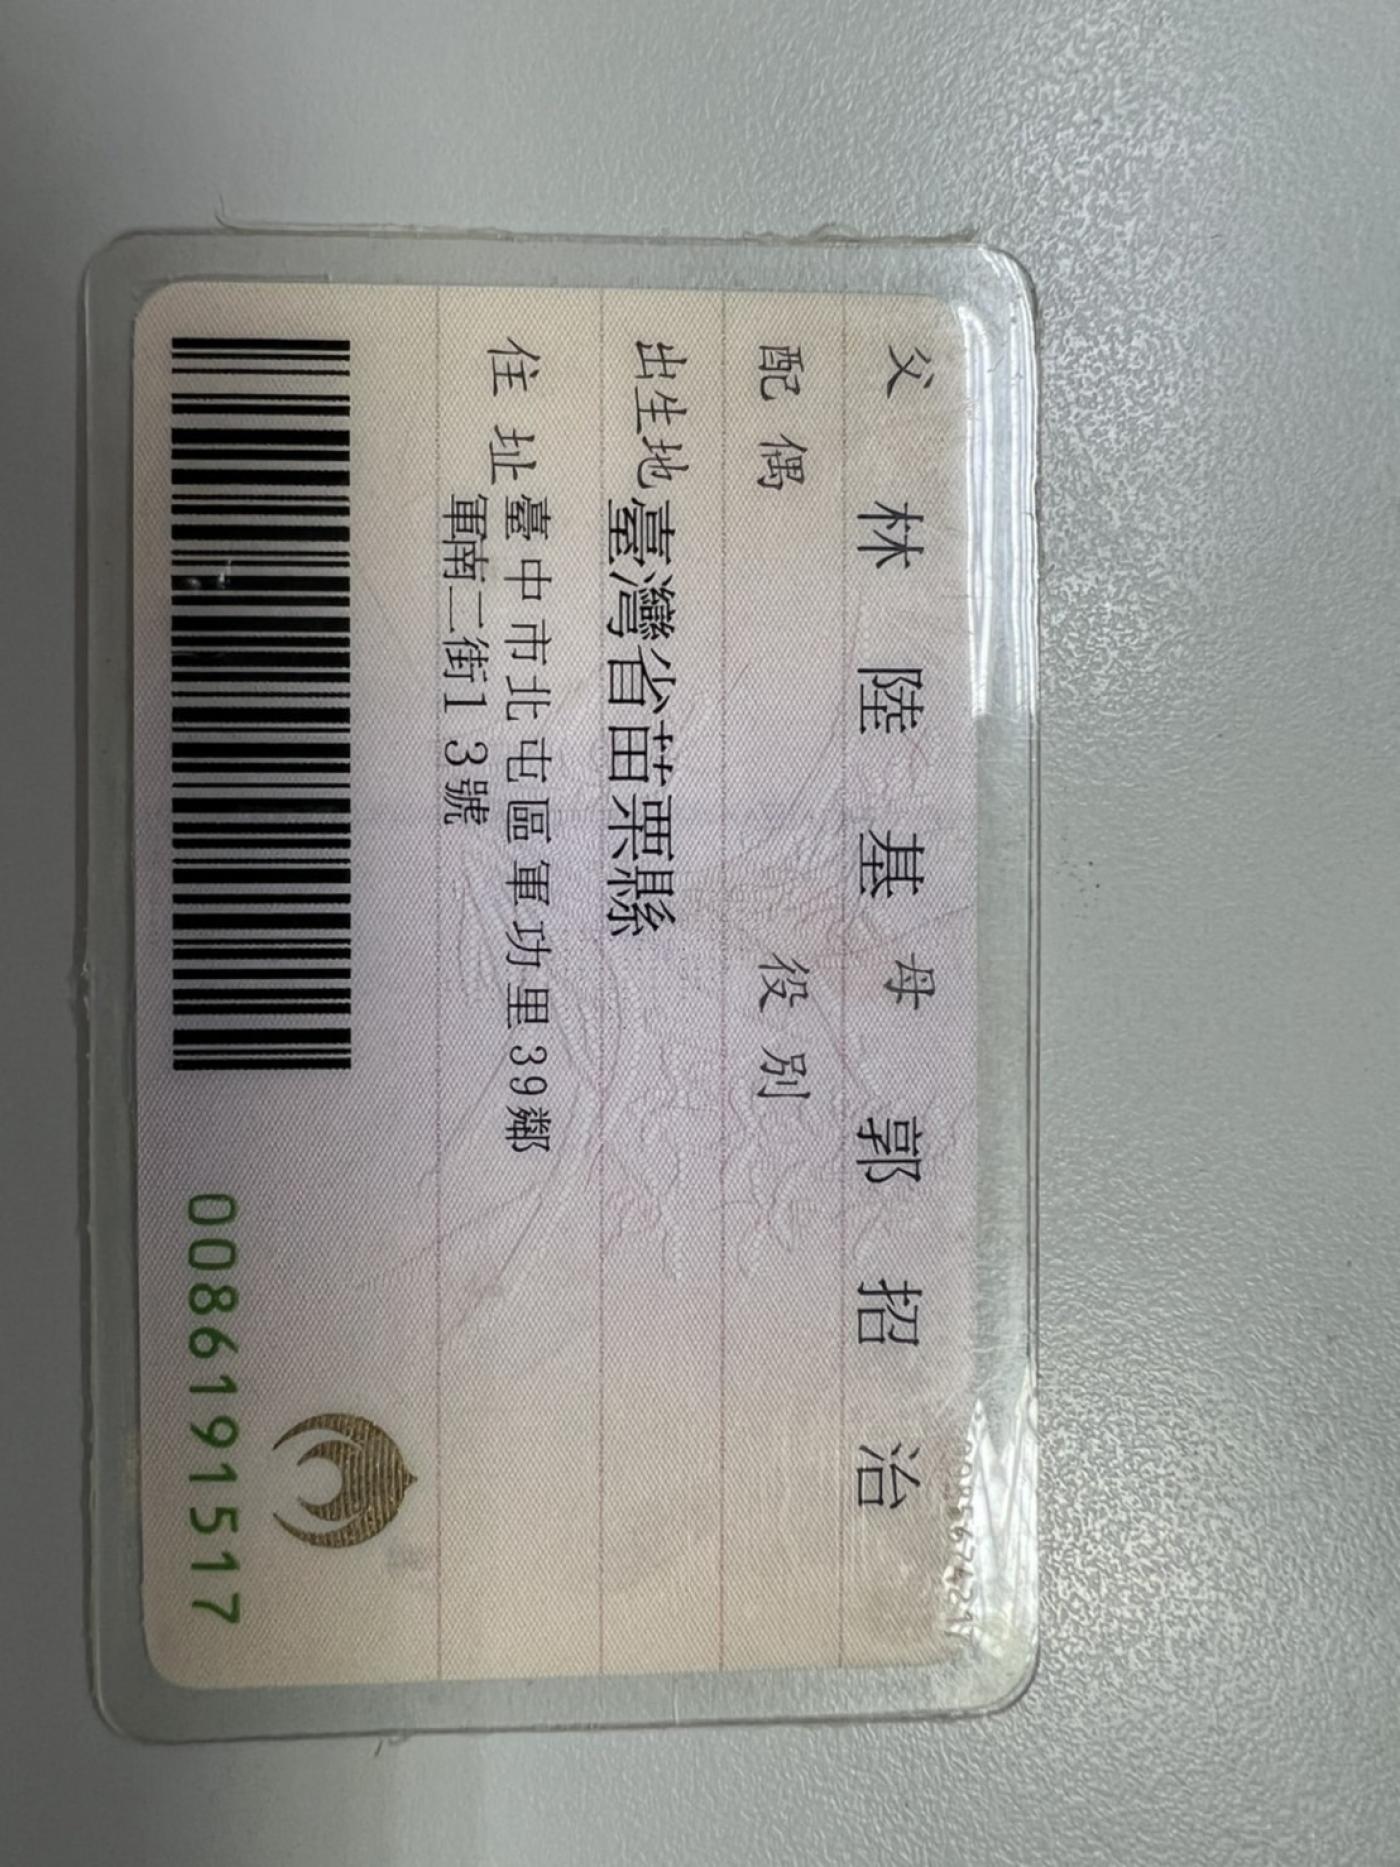 父 林陸基 母 郭招治
配偶 役別
出生地 臺灣省苗栗縣
住址 臺中市北屯區軍功里39鄰
軍南二街13號
0086191517